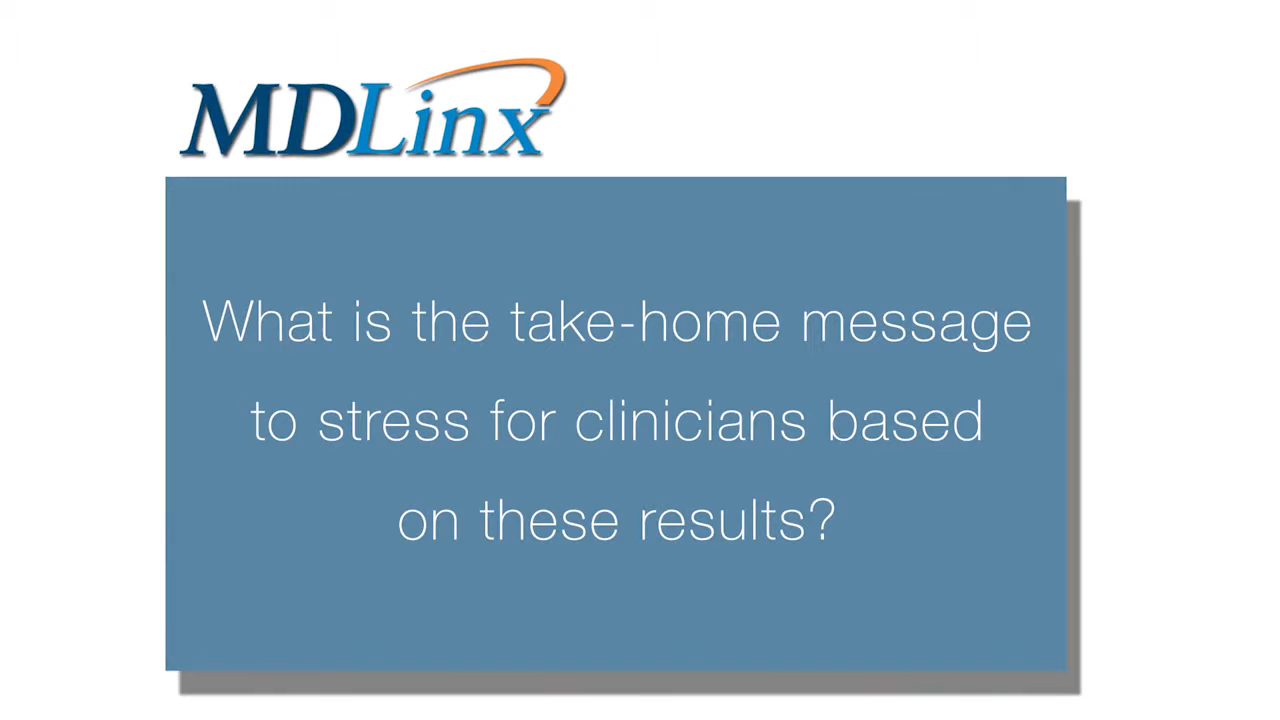 MDLinx
What is the take-home message
to stress for clinicians based
on these results?